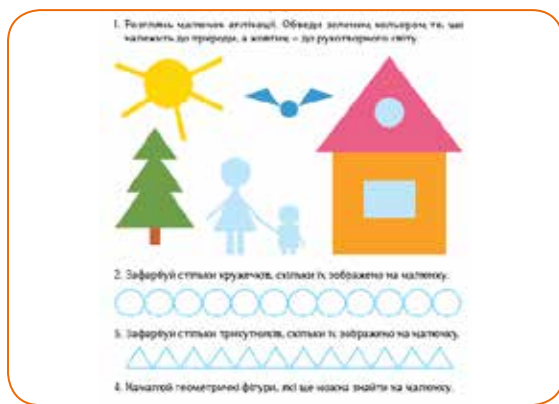 1. Розглянь малюнок аплікації. Обведи зеленим кольором те, що
належить до природи, а жовтим – до рукотворного світу.
2. Зафарбуй стільки кружечків, скільки їх зображено на малюнку.
3. Зафарбуй стільки трикутників, скільки їх зображено на малюнку.
4. Намалюй геометричні фігури, які ще можна знайти на малюнку.